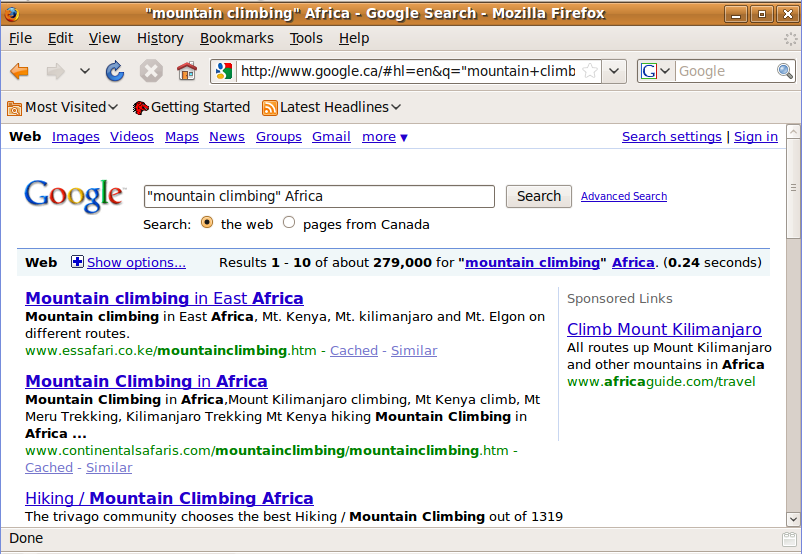 "mountain climbing" Africa - Google Search - Mozilla Firefox
File Edit View History Bookmarks Tools Help
http://www.google.ca/#hl=en&q="mountain+climb
G Google
Most Visited Getting Started Latest Headlines
Web Images Videos Maps News Groups Gmail more ▼ Search settings | Sign in
Google "mountain climbing" Africa Search Advanced Search
Search: the web pages from Canada
Web Show options... Results 1 - 10 of about 279,000 for "mountain climbing" Africa. (0.24 seconds)
Mountain climbing in East Africa
Mountain climbing in East Africa, Mt. Kenya, Mt. kilimanjaro and Mt. Elgon on
different routes.
www.essafari.co.ke/mountainclimbing.htm - Cached - Similar
Mountain Climbing in Africa
Mountain Climbing in Africa,Mount Kilimanjaro climbing, Mt Kenya climb, Mt
Meru Trekking, Kilimanjaro Trekking Mt Kenya hiking Mountain Climbing in
Africa ...
www.continentalsafaris.com/mountainclimbing/mountainclimbing.htm -
Cached - Similar
Hiking / Mountain Climbing Africa
The trivago community chooses the best Hiking / Mountain Climbing out of 1319
Sponsored Links
Climb Mount Kilimanjaro
All routes up Mount Kilimanjaro
and other mountains in Africa
www.africaguide.com/travel
Done